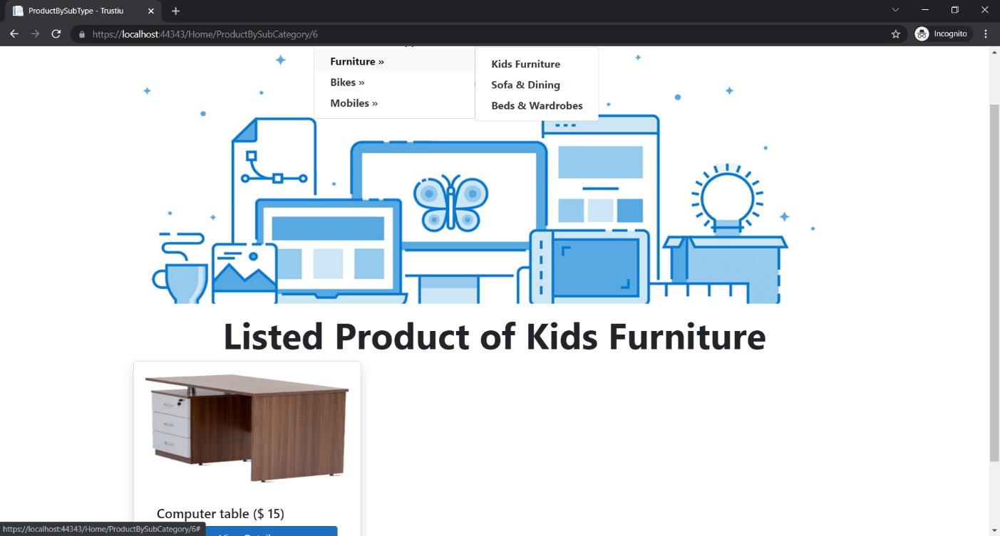 ProductBySubType - Trustiu
https://localhost:44343/Home/ProductBySubCategory/6
Incognito
Furniture »
Bikes »
Mobiles »
Kids Furniture
Sofa & Dining
Beds & Wardrobes
Listed Product of Kids Furniture
Computer table ($ 15)
https://localhost:44343/Home/ProductBySubCategory/6#